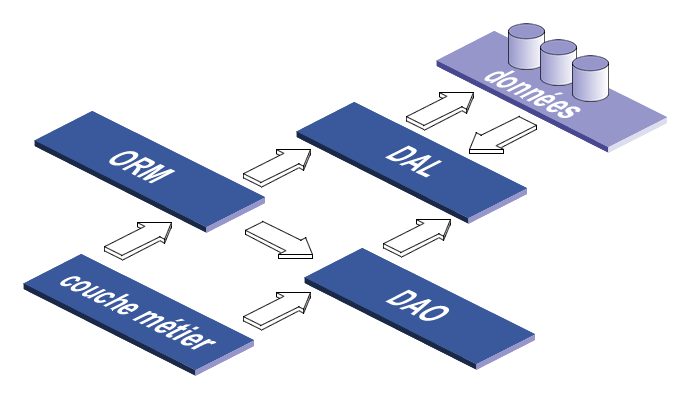 données
DAL
ORM
DAO
couche métier